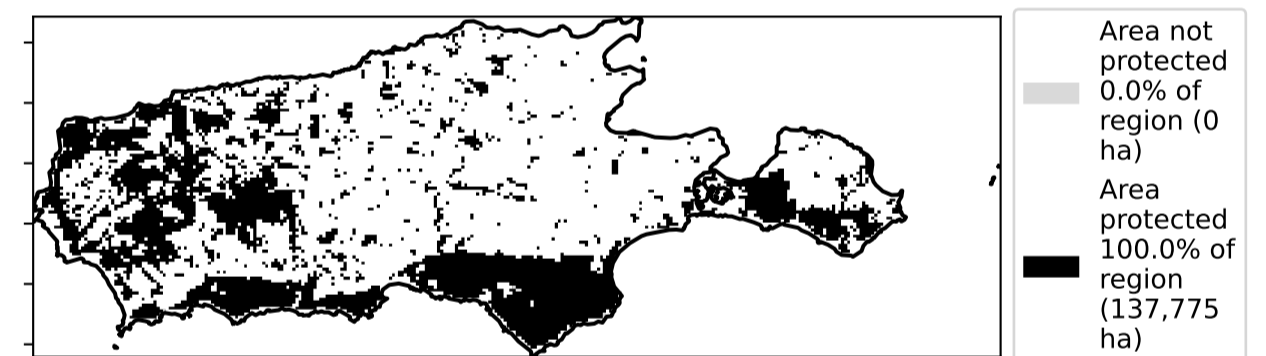 Area not
protected
0.0% of
region (0
ha)
Area
protected
100.0% of
region
(137,775
ha)